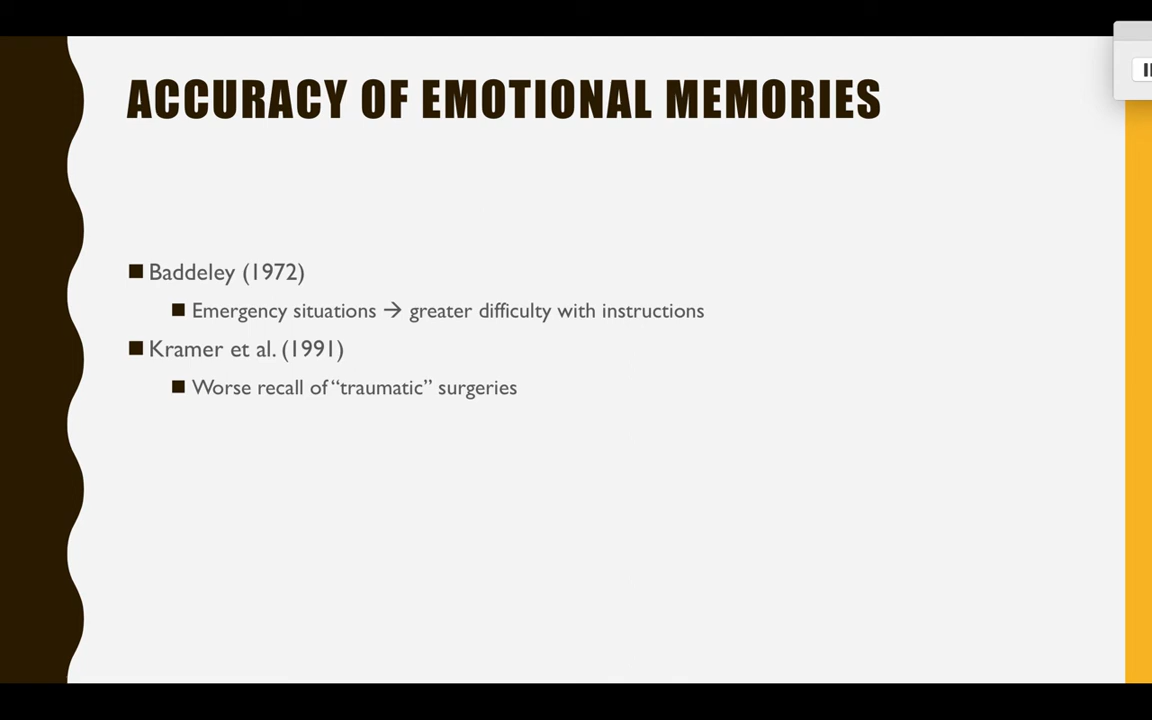 ACCURACY OF EMOTIONAL MEMORIES
Baddeley (1972)
Emergency situations → greater difficulty with instructions
Kramer et al. (1991)
Worse recall of “traumatic” surgeries